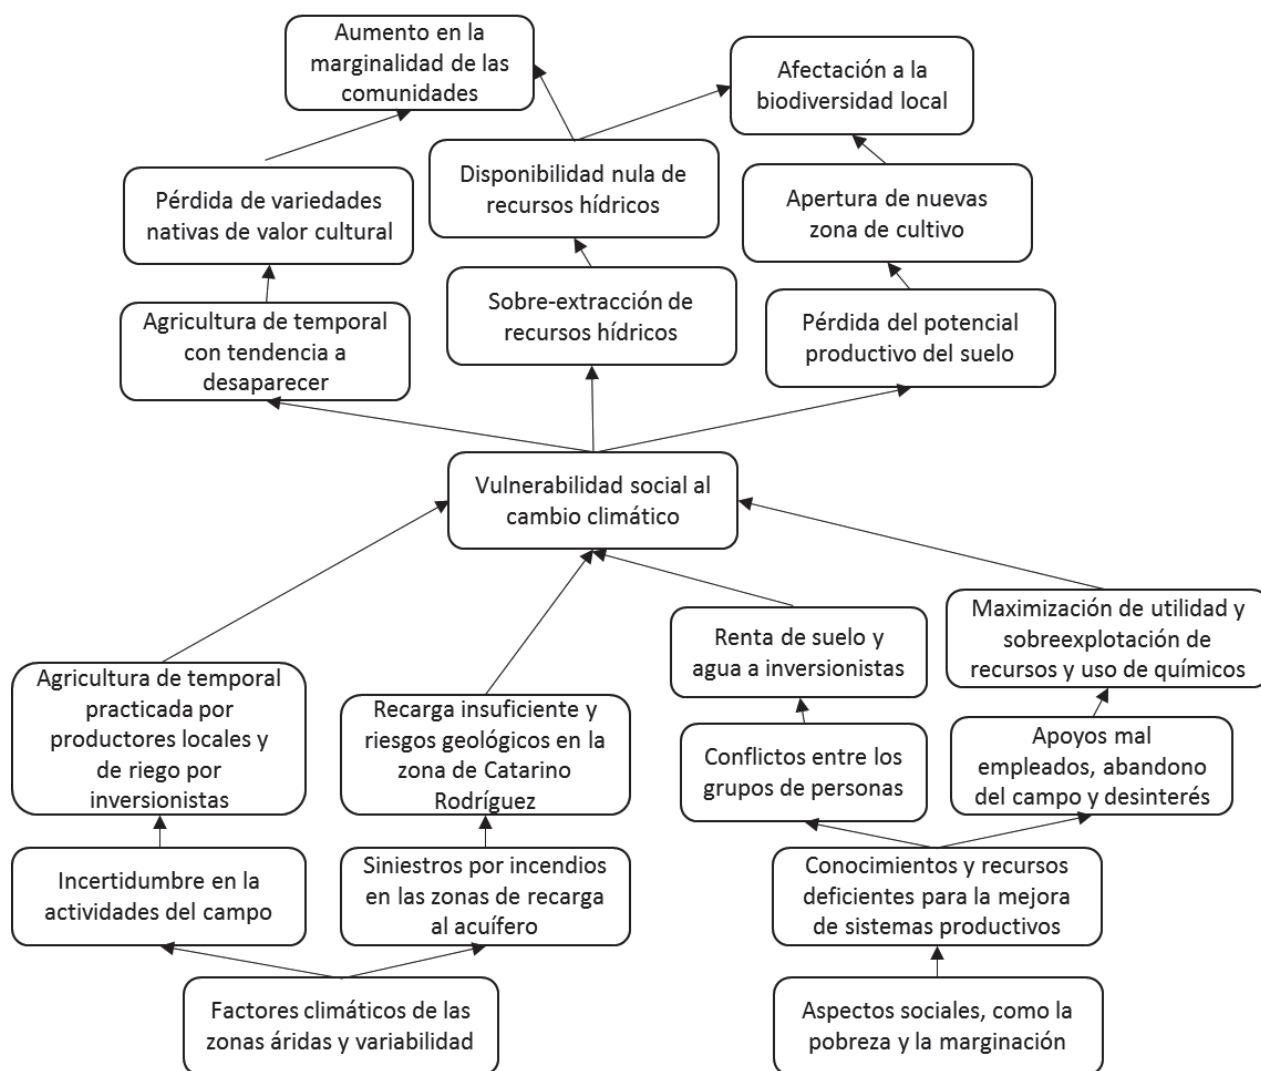 Aumento en la
marginalidad de las
comunidades
Afectación a la
biodiversidad local
Pérdida de variedades
nativas de valor cultural
Disponibilidad nula de
recursos hídricos
Apertura de nuevas
zona de cultivo
Agricultura de temporal
con tendencia a
desaparecer
Sobre-extracción de
recursos hídricos
Pérdida del potencial
productivo del suelo
Vulnerabilidad social al
cambio climático
Agricultura de temporal
practicada por
productores locales y
de riego por
inversionistas
Recarga insuficiente y
riesgos geológicos en la
zona de Catarino
Rodríguez
Renta de suelo y
agua a inversionistas
Maximización de utilidad y
sobreexplotación de
recursos y uso de químicos
Conflictos entre los
grupos de personas
Apoyos mal
empleados, abandono
del campo y desinterés
Incertidumbre en la
actividades del campo
Siniestros por incendios
en las zonas de recarga
al acuífero
Conocimientos y recursos
deficientes para la mejora
de sistemas productivos
Factores climáticos de las
zonas áridas y variabilidad
Aspectos sociales, como la
pobreza y la marginación